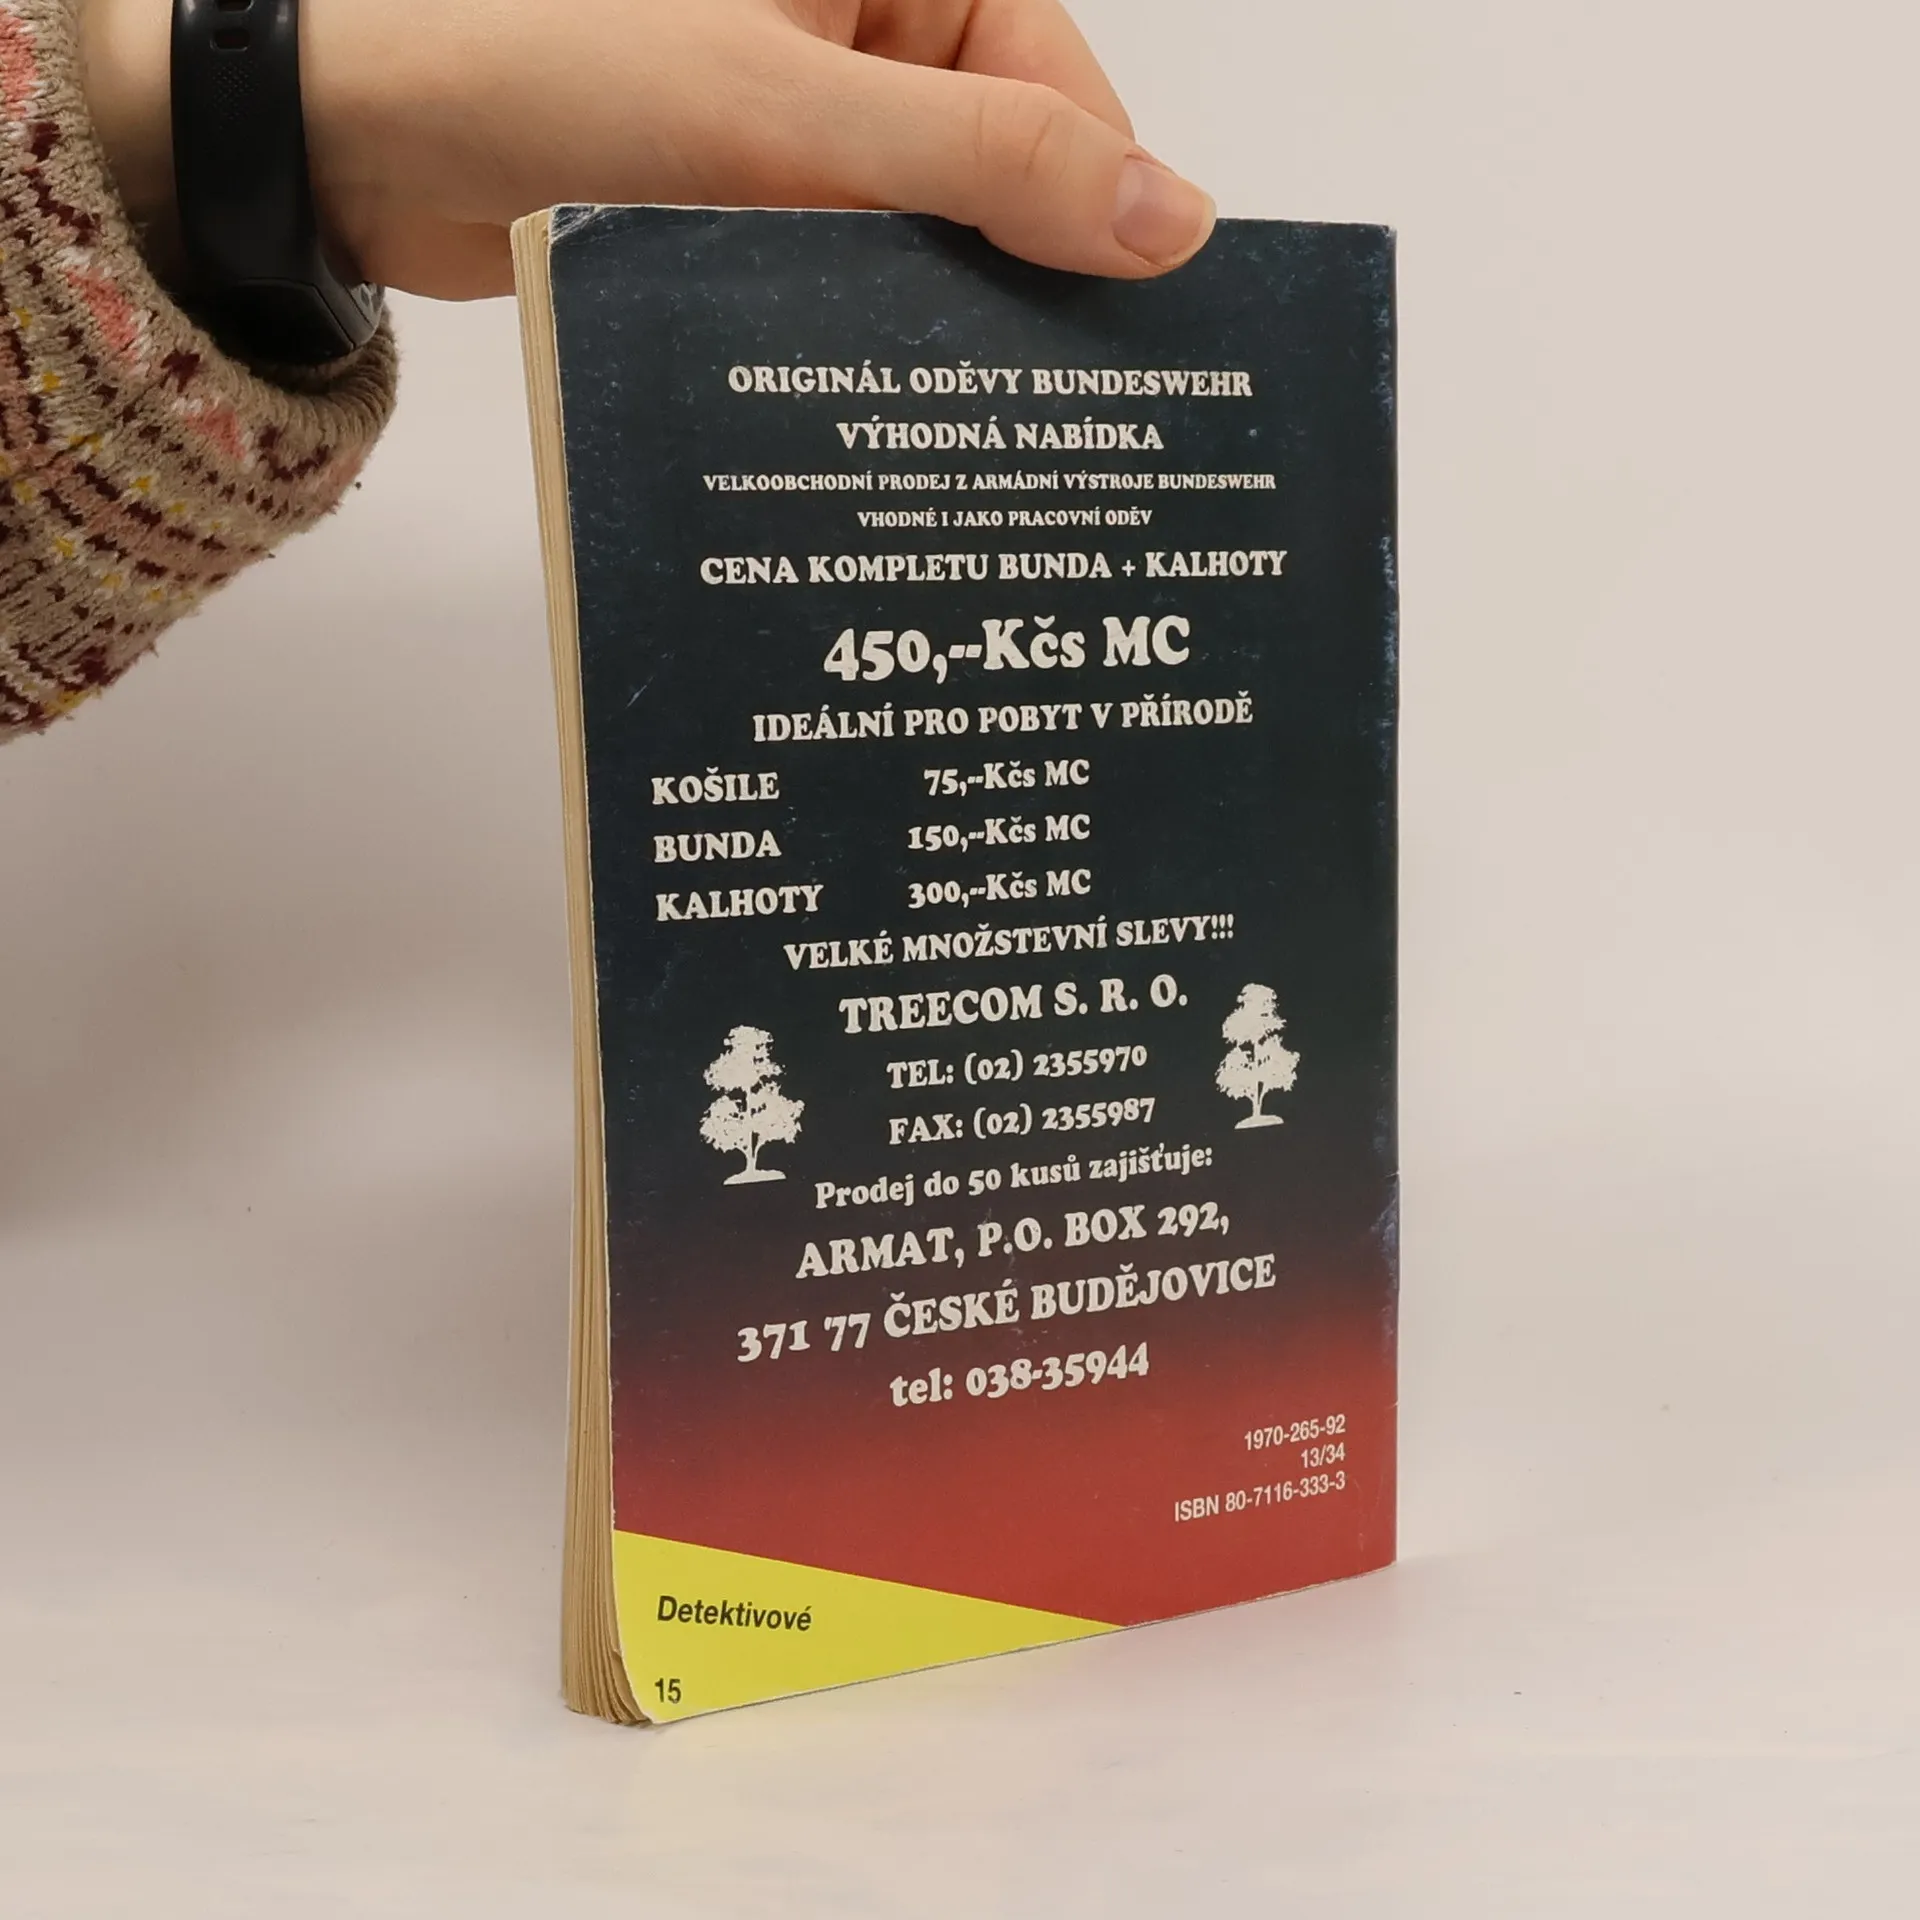 ORIGINÁL ODĚVY BUNDESWEHR
VÝHODNÁ NABÍDKA
VELKOOBCHODNÍ PRODEJ Z ARMÁDNÍ VÝSTROJE BUNDESWEHR
VHODNÉ I JAKO PRACOVNÍ ODĚV
CENA KOMPLETU BUNDA + KALHOTY
450,--Kčs MC
IDEÁLNÍ PRO POBYT V PŘÍRODĚ
KOŠILE 75,--Kčs MC
BUNDA 150,--Kčs MC
KALHOTY 300,--Kčs MC
VELKÉ MNOŽSTEVNÍ SLEVY!!!
TREECOM S. R. O.
TEL: (02) 2355970
FAX: (02) 2355987
Prodej do 50 kusů zajišťuje:
ARMAT, P.O. BOX 292,
371 77 ČESKÉ BUDĚJOVICE
tel: 038-35944
1970-265-92
13/34
ISBN 80-7116-333-3
Detektivové
15